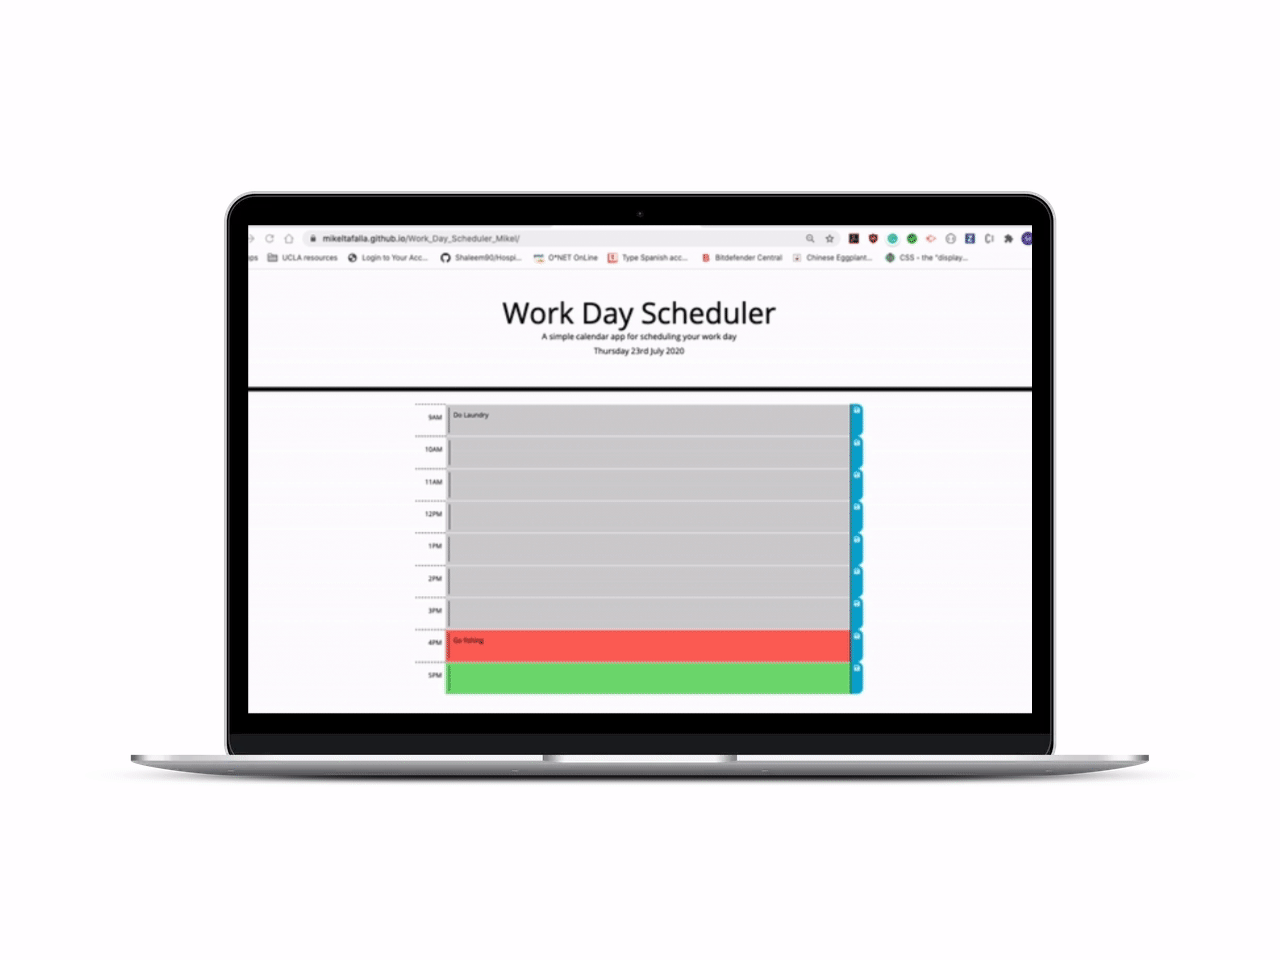 mikeltafalla.github.io/Work_Day_Scheduler_Mikel/
UCLA resources Login to Your Acc... Shaleem90/Hospi... O*NET OnLine Type Spanish acc... Bitdefender Central Chinese Eggplant... CSS - the "display...
Work Day Scheduler
A simple calendar app for scheduling your work day
Thursday 23rd July 2020
9AM Do Laundry
10AM
11AM
12PM
1PM
2PM
3PM
4PM Go fishing
5PM